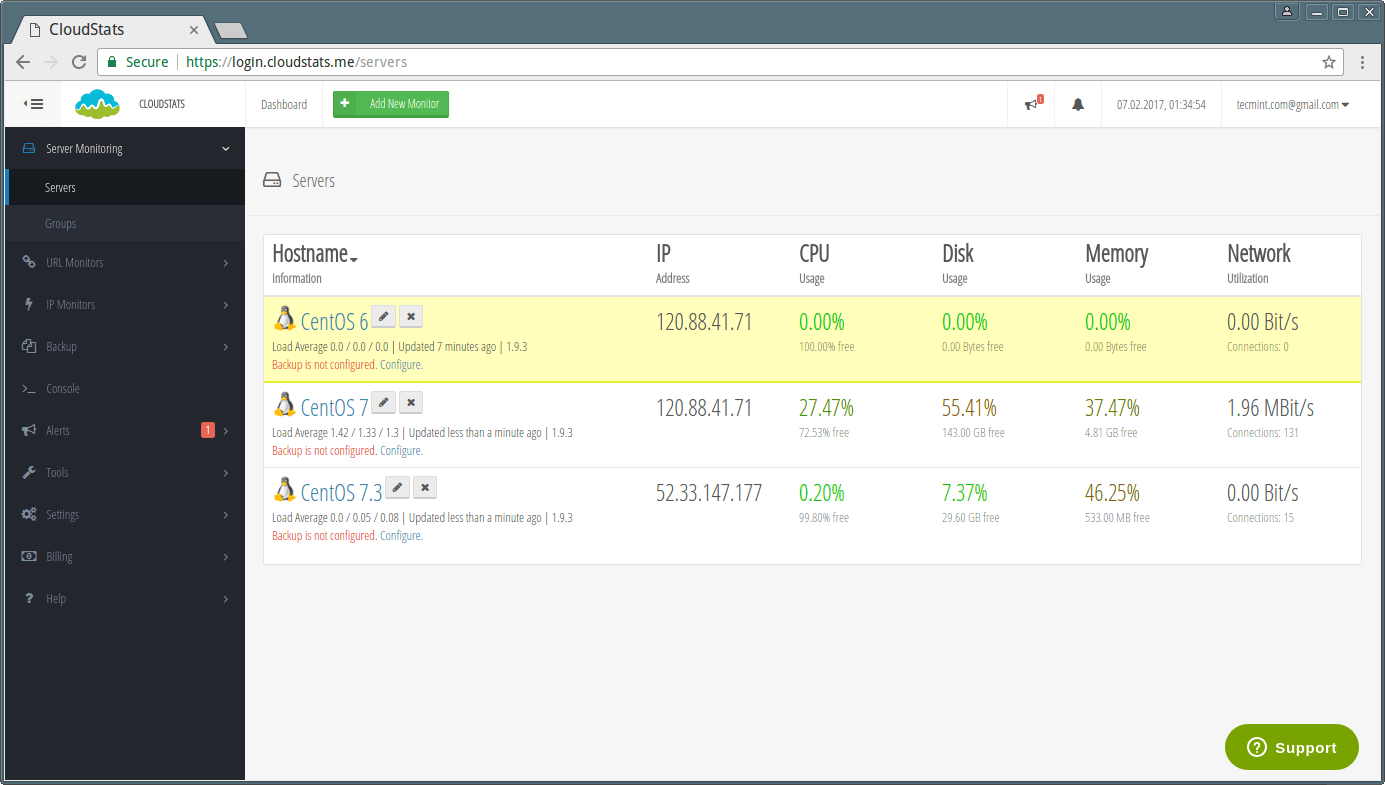 CloudStats
Secure https://login.cloudstats.me/servers
CLOUDSTATS
Dashboard
Add New Monitor
1
07.02.2017, 01:34:54
tecmint.com@gmail.com
Server Monitoring
Servers
Groups
URL Monitors
IP Monitors
Backup
Console
Alerts 1
Tools
Settings
Billing
Help
Servers
Hostname IP CPU Disk Memory Network
Information Address Usage Usage Usage Utilization
CentOS 6 120.88.41.71 0.00% 0.00% 0.00% 0.00 Bit/s
Load Average 0.0 / 0.0 / 0.0 | Updated 7 minutes ago | 1.9.3 100.00% free 0.00 Bytes free 0.00 Bytes free Connections: 0
Backup is not configured. Configure.
CentOS 7 120.88.41.71 27.47% 55.41% 37.47% 1.96 MBit/s
Load Average 1.42 / 1.33 / 1.3 | Updated less than a minute ago | 1.9.3 72.53% free 143.00 GB free 4.81 GB free Connections: 131
Backup is not configured. Configure.
CentOS 7.3 52.33.147.177 0.20% 7.37% 46.25% 0.00 Bit/s
Load Average 0.0 / 0.05 / 0.08 | Updated less than a minute ago | 1.9.3 99.80% free 29.60 GB free 533.00 MB free Connections: 15
Backup is not configured. Configure.
Support